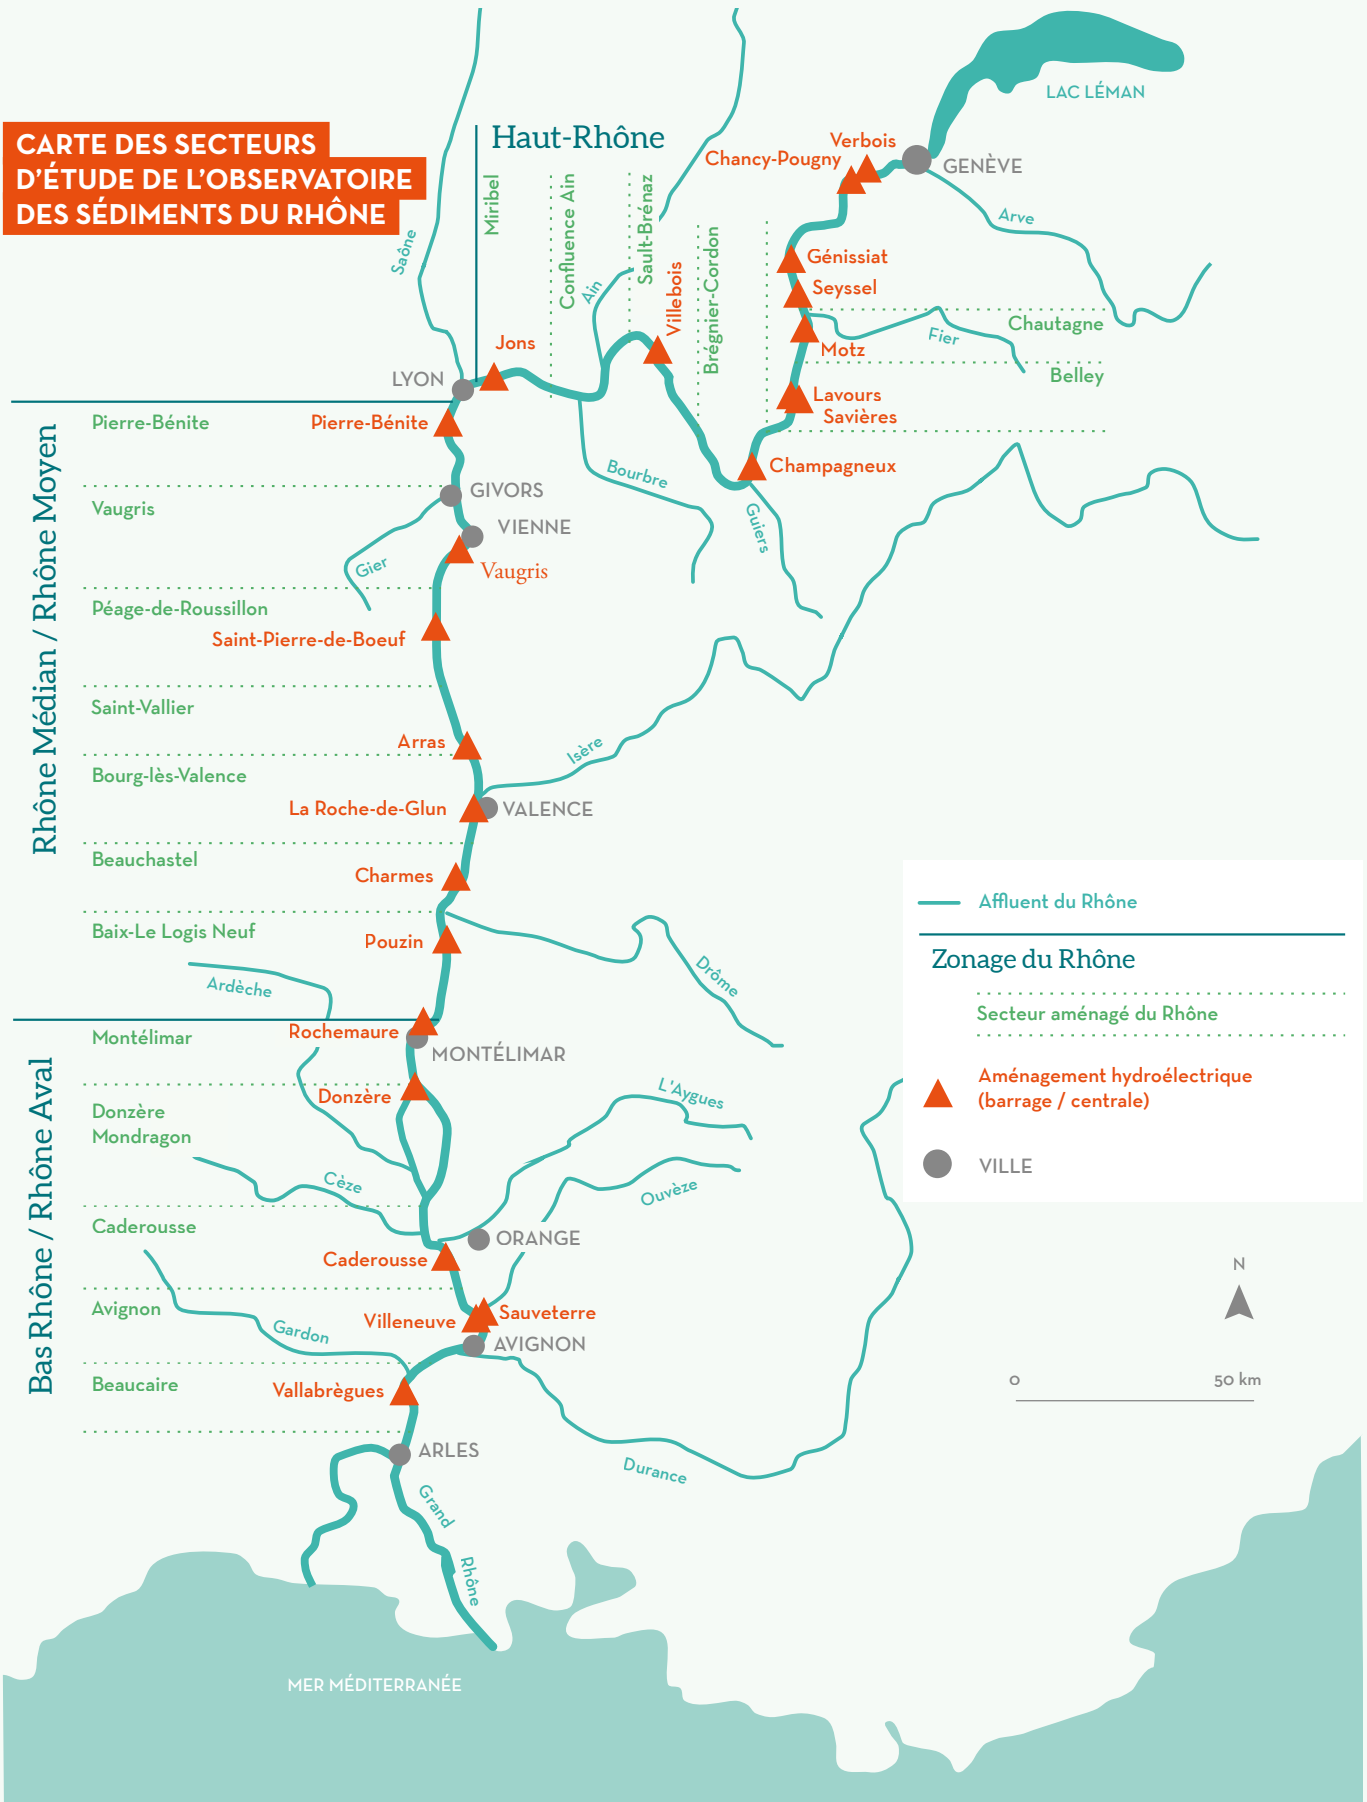 CARTE DES SECTEURS
D'ÉTUDE DE L'OBSERVATOIRE
DES SÉDIMENTS DU RHÔNE
Haut-Rhône
LAC LÉMAN
Verbois
Chancy-Pougny
GENÈVE
Arve
Saône
Miribel
Confluence Ain
Ain
Sault-Brénaz
Villebois
Brégnier-Cordon
Génissiat
Seyssel
Chautagne
Fier
Motz
Belley
Lavours
Savières
Champagneux
Guiers
Bourbre
Jons
LYON
Rhône Médian / Rhône Moyen
Pierre-Bénite
Pierre-Bénite
GIVORS
Vaugris
VIENNE
Gier
Vaugris
Péage-de-Roussillon
Saint-Pierre-de-Boeuf
Saint-Vallier
Arras
Isère
Bourg-lès-Valence
La Roche-de-Glun
VALENCE
Beauchastel
Charmes
Baix-Le Logis Neuf
Pouzin
Drôme
Ardèche
Bas Rhône / Rhône Aval
Rochemaure
Montélimar
MONTÉLIMAR
Donzère
L'Aygues
Donzère
Mondragon
Cèze
Ouvèze
Caderousse
ORANGE
Caderousse
Avignon
Sauveterre
Villeneuve
Gardon
AVIGNON
Beaucaire
Vallabrègues
ARLES
Durance
Grand
Rhône
MER MÉDITERRANÉE
Affluent du Rhône
Zonage du Rhône
Secteur aménagé du Rhône
Aménagement hydroélectrique
(barrage / centrale)
VILLE
N
0
50 km